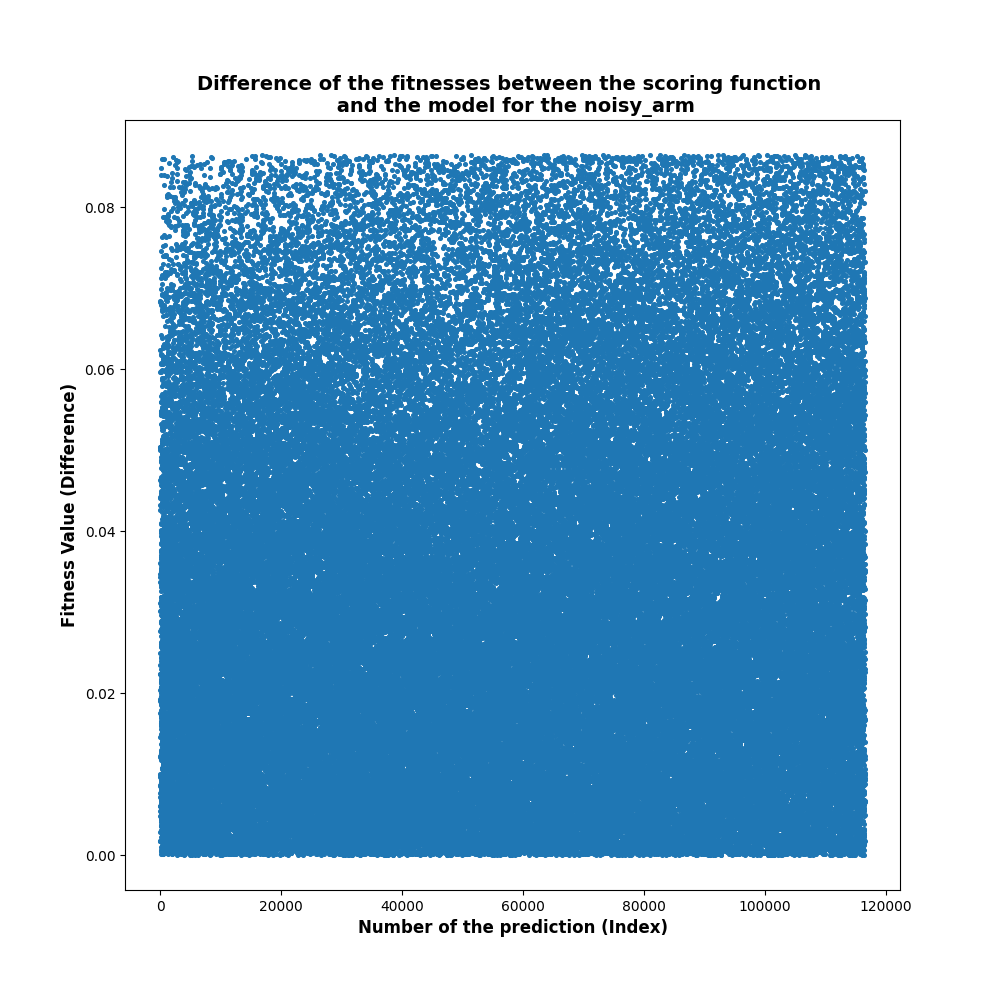 Difference of the fitnesses between the scoring function
and the model for the noisy_arm
0.08
0.06
0.04
0.02
0.00
Fitness Value (Difference)
0 20000 40000 60000 80000 100000 120000
Number of the prediction (Index)